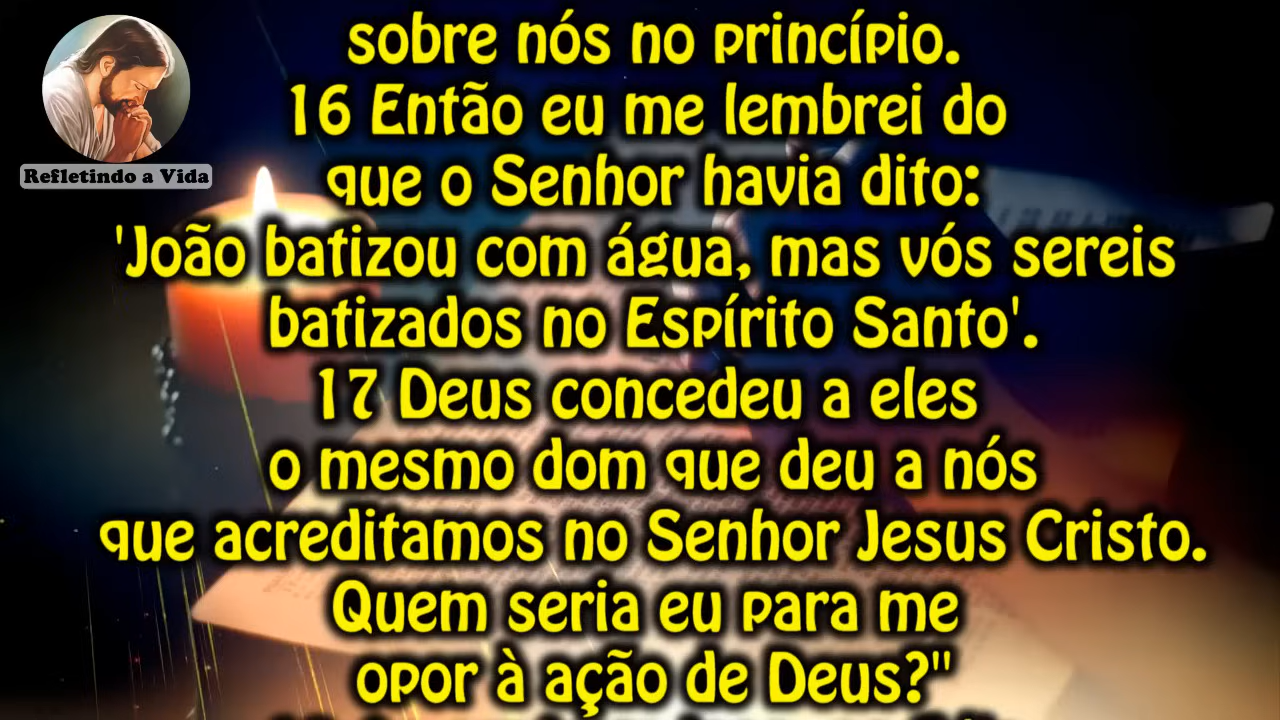 Refletindo a Vida
sobre nós no princípio.
16 Então eu me lembrei do
que o Senhor havia dito:
'João batizou com água, mas vós sereis
batizados no Espírito Santo'.
17 Deus concedeu a eles
o mesmo dom que deu a nós
que acreditamos no Senhor Jesus Cristo.
Quem seria eu para me
opor à ação de Deus?"